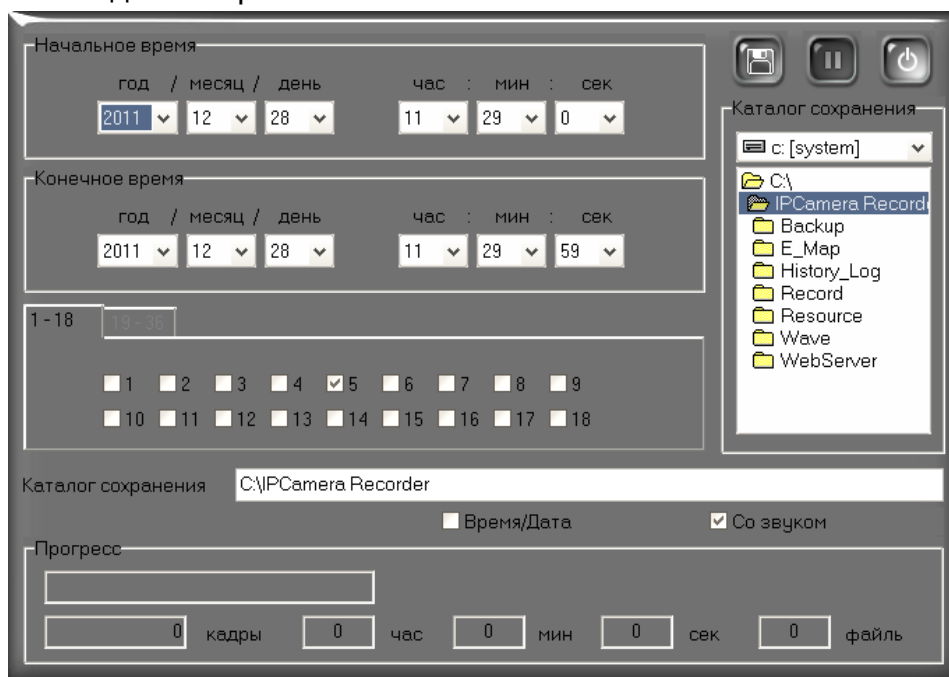 Начальное время
год / месяц / день час : мин : сек
2011 12 28 11 29 0
Конечное время
год / месяц / день час : мин : сек
2011 12 28 11 29 59
1 - 18 19 - 36
1 2 3 4 5 6 7 8 9
10 11 12 13 14 15 16 17 18
Каталог сохранения
c: [system]
C:\
IPCamera Record
Backup
E_Map
History_Log
Record
Resource
Wave
WebServer
Каталог сохранения C:\IPCamera Recorder
Время/Дата Со звуком
Прогресс
0 кадры 0 час 0 мин 0 сек 0 файль